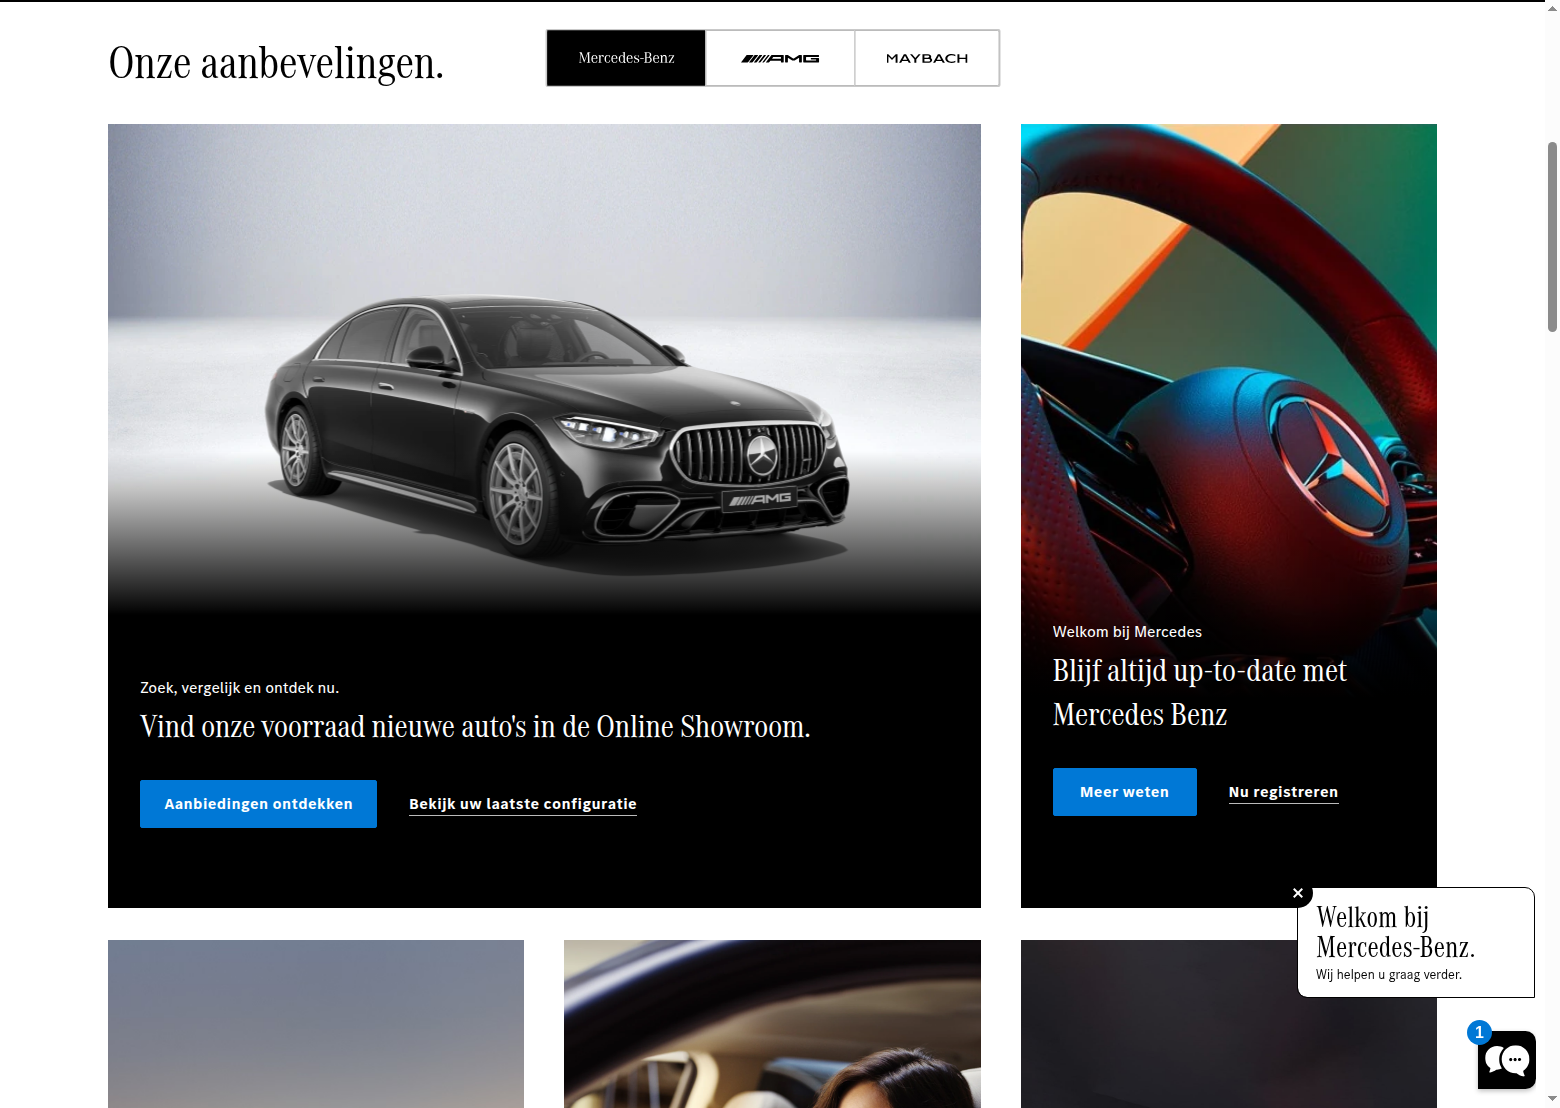 Onze aanbevelingen.
Mercedes-Benz
AMG
MAYBACH
AMG
Zoek, vergelijk en ontdek nu.
Vind onze voorraad nieuwe auto's in de Online Showroom.
Aanbiedingen ontdekken
Bekijk uw laatste configuratie
Welkom bij Mercedes
Blijf altijd up-to-date met
Mercedes Benz
Meer weten
Nu registreren
Welkom bij
Mercedes-Benz.
Wij helpen u graag verder.
1